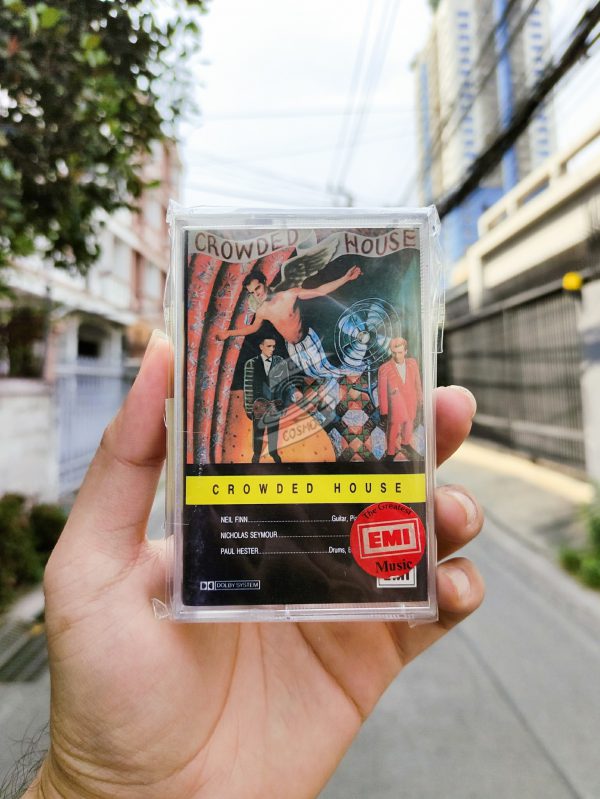 CROWDED HOUSE
COSMO
CROWDED HOUSE
NEIL FINN........................Guitar,
NICHOLAS SEYMOUR
PAUL HESTER........................Drums,
The Greatest
EMI
Music
EMI
DOLBY SYSTEM